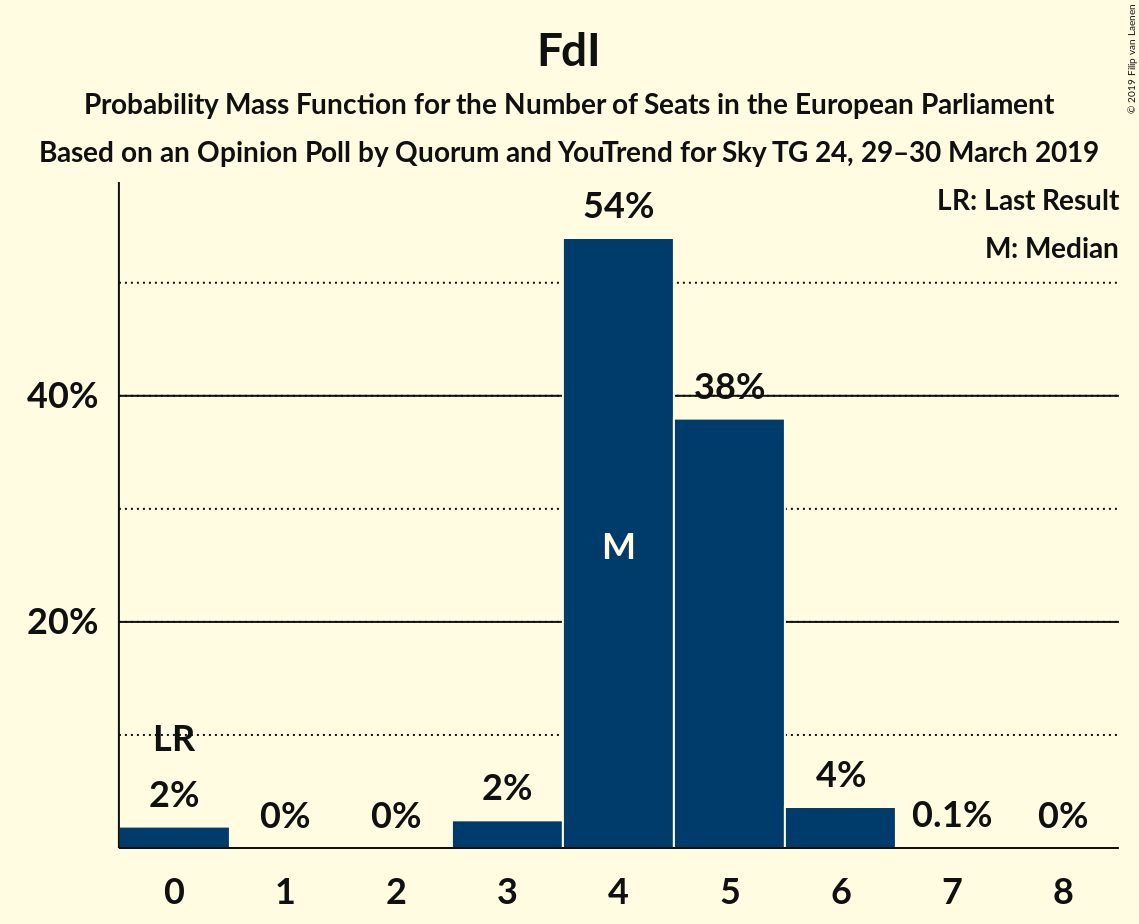 FdI
Probability Mass Function for the Number of Seats in the European Parliament
Based on an Opinion Poll by Quorum and YouTrend for Sky TG 24, 29–30 March 2019
© 2019 Filip van Laenen
LR: Last Result
M: Median
54%
40%
38%
M
20%
LR
2%
0%
0%
2%
4%
0.1%
0%
0
1
2
3
4
5
6
7
8